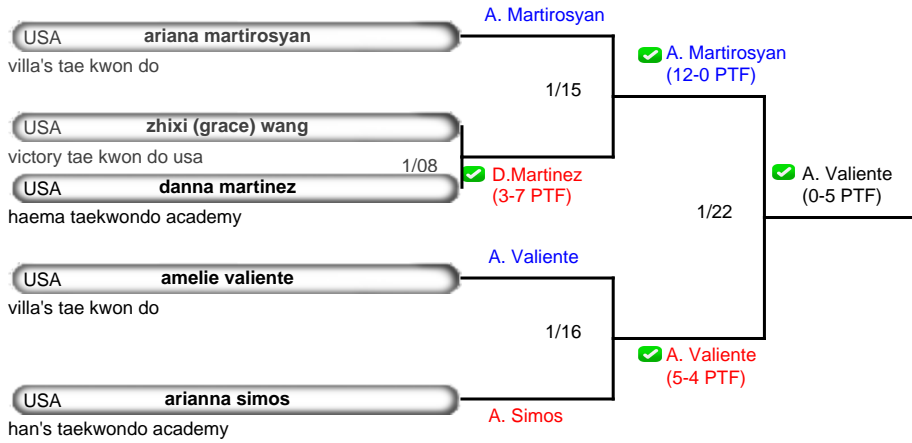 A. Martirosyan
USA ariana martirosyan
villa's tae kwon do
A. Martirosyan
(12-0 PTF)
1/15
USA zhixi (grace) wang
victory tae kwon do usa
1/08
USA danna martinez
haema taekwondo academy
D.Martinez
(3-7 PTF)
A. Valiente
(0-5 PTF)
1/22
A. Valiente
USA amelie valiente
villa's tae kwon do
1/16
A. Valiente
(5-4 PTF)
USA arianna simos
han's taekwondo academy
A. Simos